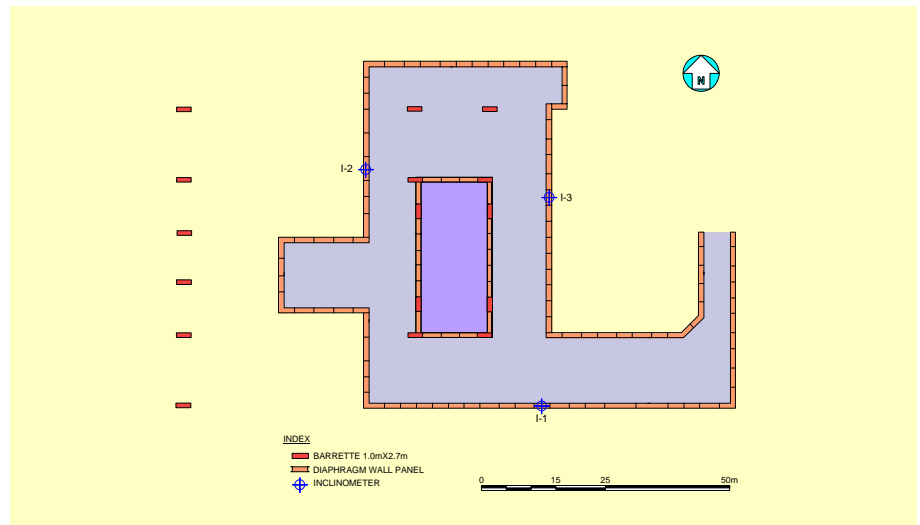 N
I-2
I-3
I-1
INDEX
BARRETTE 1.0mX2.7m
DIAPHRAGM WALL PANEL
INCLINOMETER
0 15 25 50m